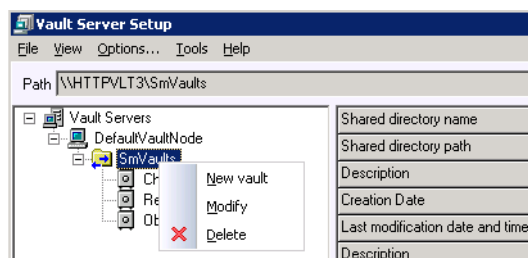 Vault Server Setup
File View Options... Tools Help
Path \\HTTPVLT3\SmVaults
Vault Servers
DefaultVaultNode
SmVaults
Ch
Re
Ob
New vault
Modify
Delete
Shared directory name
Shared directory path
Description
Creation Date
Last modification date and time
Description